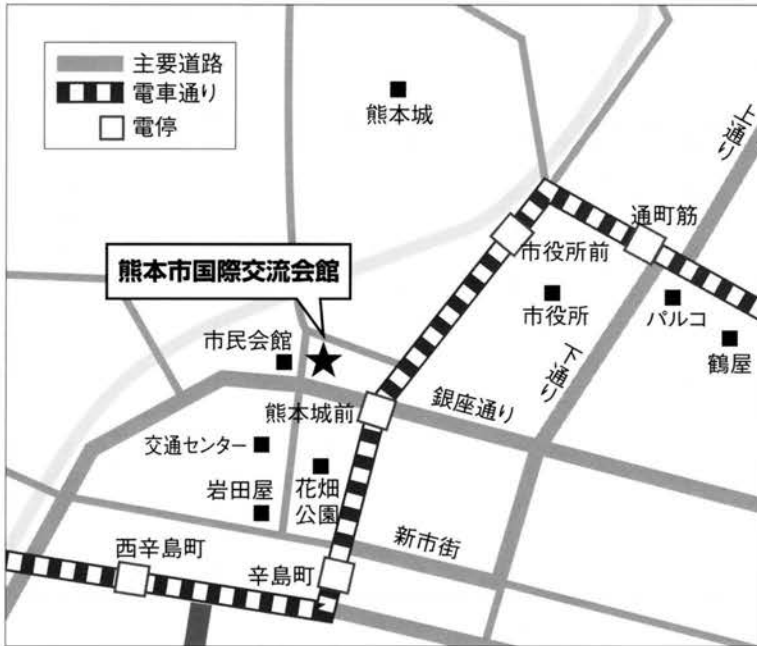 主要道路
電車通り
電停
熊本城
上通り
通町筋
市役所前
熊本市国際交流会館
市役所
パルコ
鶴屋
市民会館
下通り
熊本城前
銀座通り
交通センター
岩田屋
花畑
公園
新市街
西辛島町
辛島町